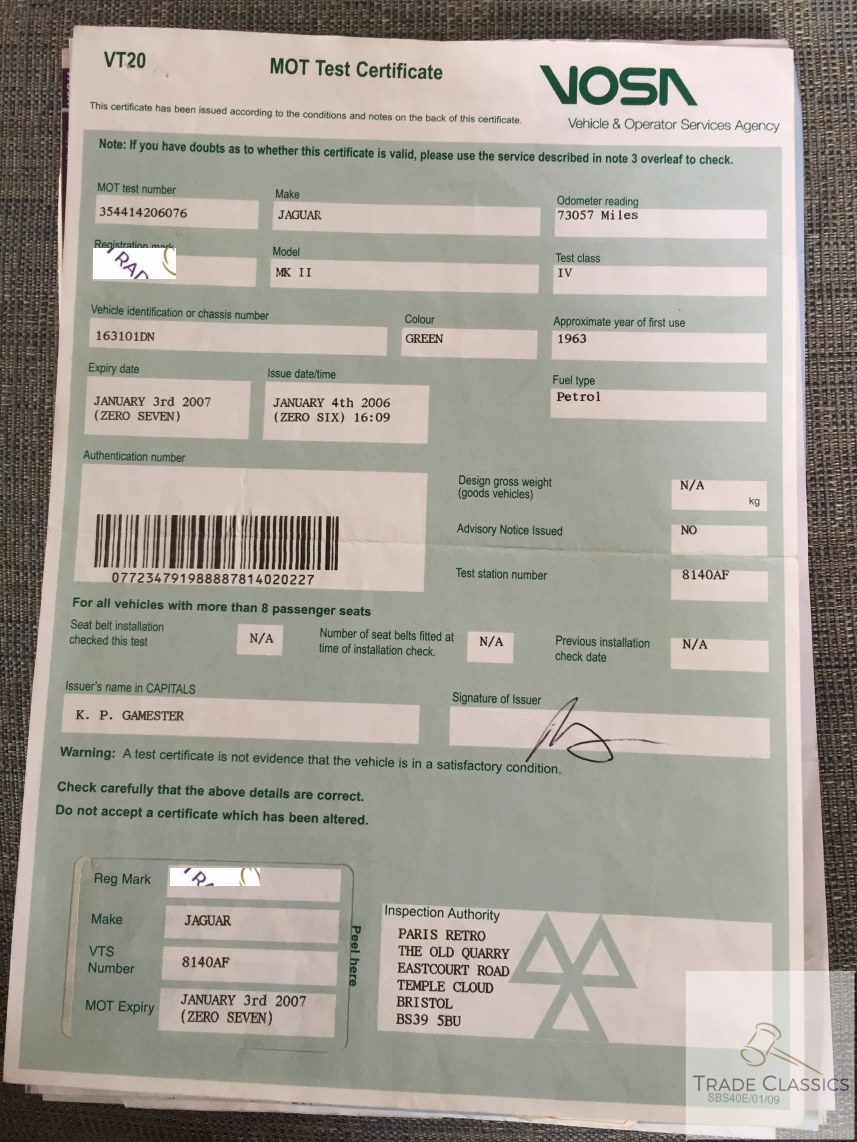 VT20
MOT Test Certificate
VOSA
Vehicle & Operator Services Agency
This certificate has been issued according to the conditions and notes on the back of this certificate.
Note: If you have doubts as to whether this certificate is valid, please use the service described in note 3 overleaf to check.
MOT test number
354414206076
Make
JAGUAR
Odometer reading
73057 Miles
Registration mark
TRAD
Model
MK II
Test class
IV
Vehicle identification or chassis number
163101DN
Colour
GREEN
Approximate year of first use
1963
Expiry date
JANUARY 3rd 2007
(ZERO SEVEN)
Issue date/time
JANUARY 4th 2006
(ZERO SIX) 16:09
Fuel type
Petrol
Authentication number
077234791988887814020227
Design gross weight
(goods vehicles)
N/A
kg
Advisory Notice Issued
NO
Test station number
8140AF
For all vehicles with more than 8 passenger seats
Seat belt installation
checked this test
N/A
Number of seat belts fitted at
time of installation check.
N/A
Previous installation
check date
N/A
Issuer's name in CAPITALS
K. P. GAMESTER
Signature of Issuer
Warning: A test certificate is not evidence that the vehicle is in a satisfactory condition.
Check carefully that the above details are correct.
Do not accept a certificate which has been altered.
Reg Mark
Make
JAGUAR
VTS
Number
8140AF
MOT Expiry
JANUARY 3rd 2007
(ZERO SEVEN)
Peel here
Inspection Authority
PARIS RETRO
THE OLD QUARRY
EASTCOURT ROAD
TEMPLE CLOUD
BRISTOL
BS39 5BU
TRADE CLASSICS
SBS40E/01/09